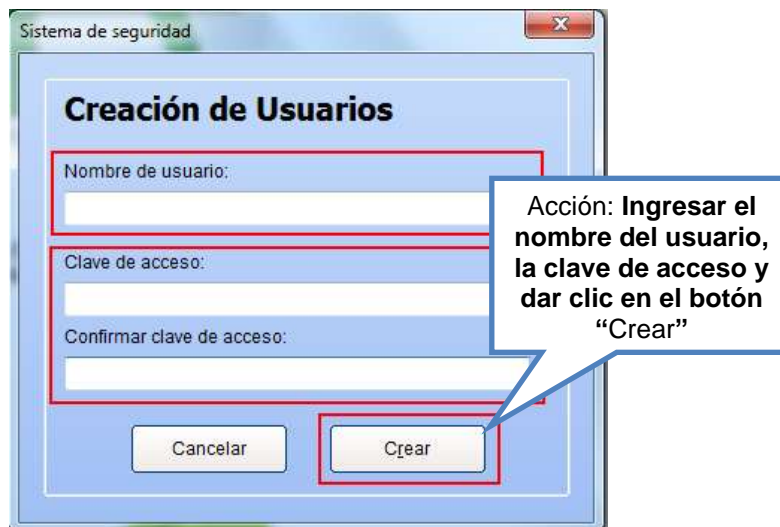 Sistema de seguridad
Creación de Usuarios
Nombre de usuario:
Clave de acceso:
Confirmar clave de acceso:
Cancelar
Crear
Acción: Ingresar el
nombre del usuario,
la clave de acceso y
dar clic en el botón
“Crear”